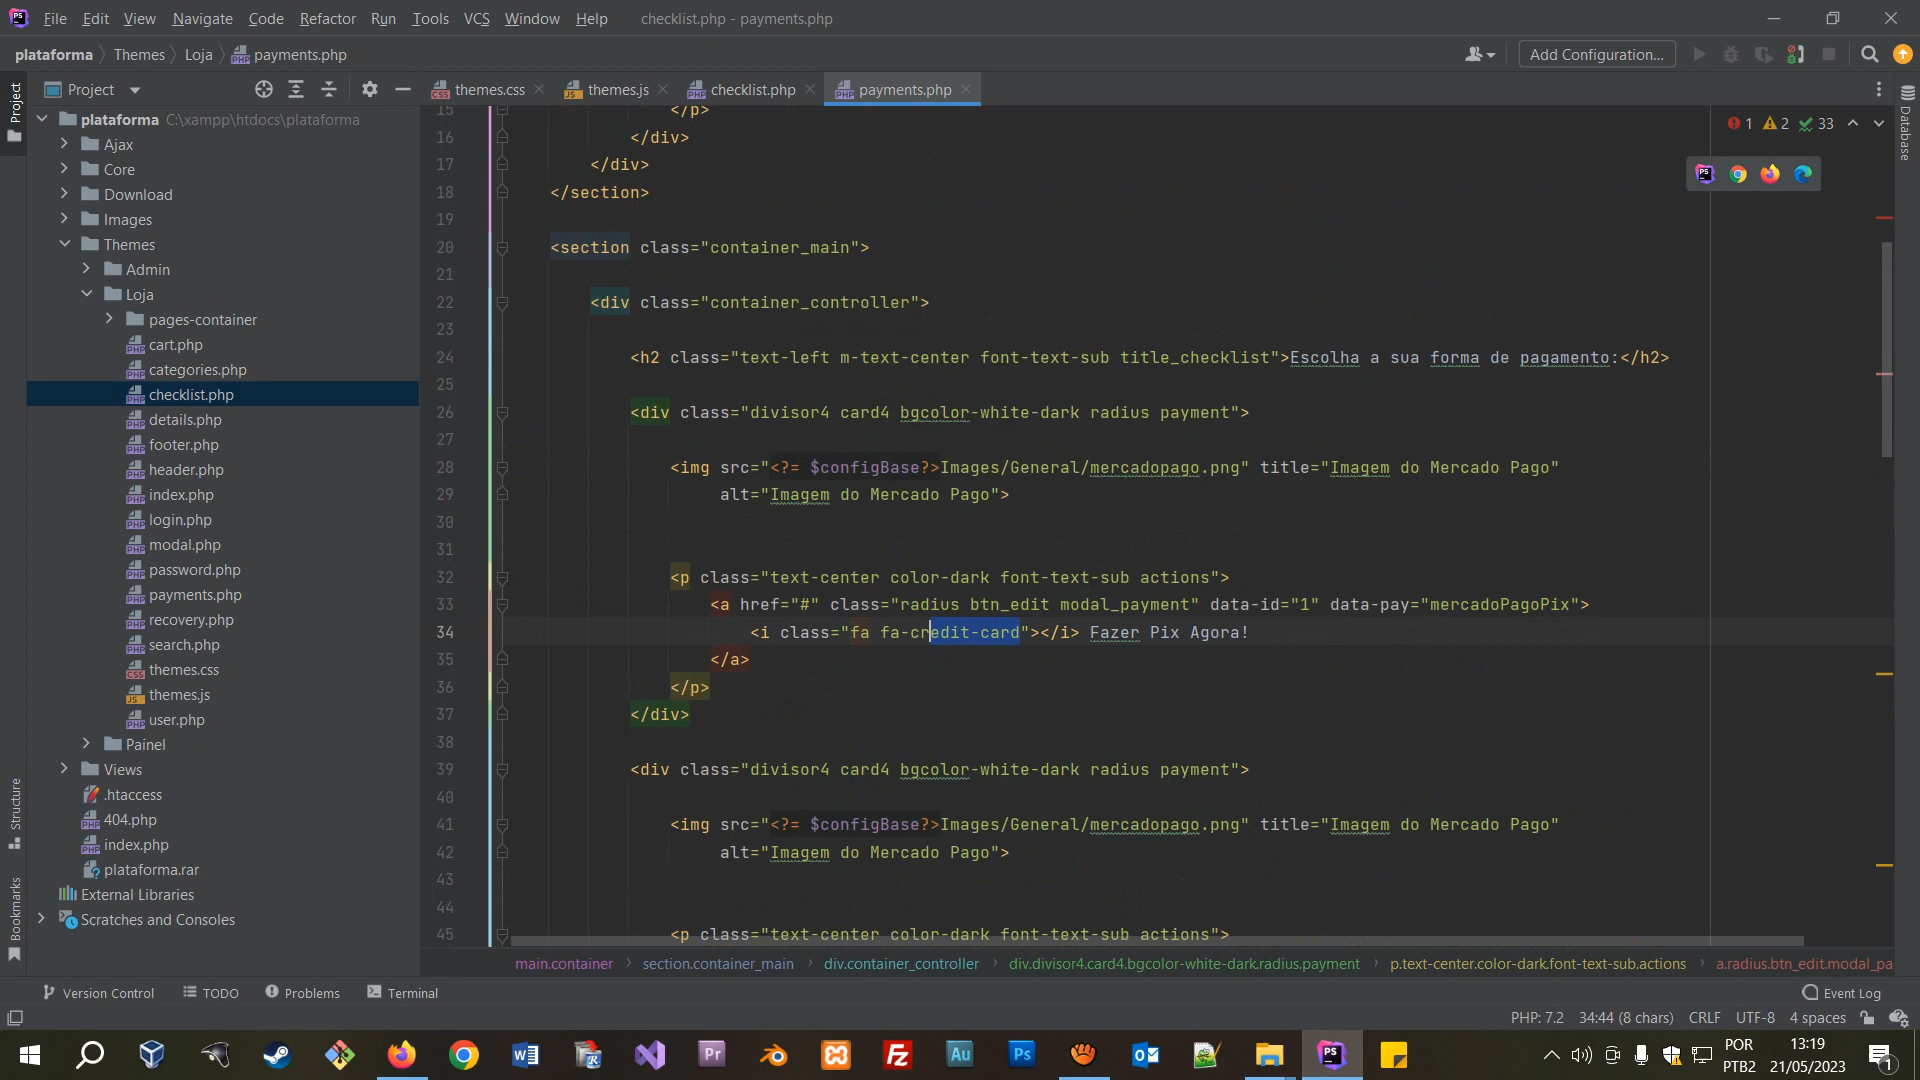 File Edit View Navigate Code Refactor Run Tools VCS Window Help checklist.php - payments.php
plataforma Themes Loja payments.php Add Configuration...
Project themes.css themes.js checklist.php payments.php
Project
Database
plataforma C:\xampp\htdocs\plataforma
Ajax
Core
Download
Images
Themes
Admin
Loja
pages-container
cart.php
categories.php
checklist.php
details.php
footer.php
header.php
index.php
login.php
modal.php
password.php
payments.php
recovery.php
search.php
themes.css
themes.js
user.php
Painel
Views
.htaccess
404.php
index.php
plataforma.rar
External Libraries
Scratches and Consoles
Structure
Bookmarks
1 2 33
15 </p>
16 </div>
17 </div>
18 </section>
19
20 <section class="container_main">
21
22 <div class="container_controller">
23
24 <h2 class="text-left m-text-center font-text-sub title_checklist">Escolha a sua forma de pagamento:</h2>
25
26 <div class="divisor4 card4 bgcolor-white-dark radius payment">
27
28 <img src="<?= $configBase?>Images/General/mercadopago.png" title="Imagem do Mercado Pago"
29 alt="Imagem do Mercado Pago">
30
31
32 <p class="text-center color-dark font-text-sub actions">
33 <a href="#" class="radius btn_edit modal_payment" data-id="1" data-pay="mercadoPagoPix">
34 <i class="fa fa-credit-card"></i> Fazer Pix Agora!
35 </a>
36 </p>
37 </div>
38
39 <div class="divisor4 card4 bgcolor-white-dark radius payment">
40
41 <img src="<?= $configBase?>Images/General/mercadopago.png" title="Imagem do Mercado Pago"
42 alt="Imagem do Mercado Pago">
43
44
45 <p class="text-center color-dark font-text-sub actions">
main.container section.container_main div.container_controller div.divisor4.card4.bgcolor-white-dark.radius.payment p.text-center.color-dark.font-text-sub.actions a.radius.btn_edit.modal_pa
Version Control TODO Problems Terminal Event Log
PHP: 7.2 34:44 (8 chars) CRLF UTF-8 4 spaces
POR
PTB2
13:19
21/05/2023
1